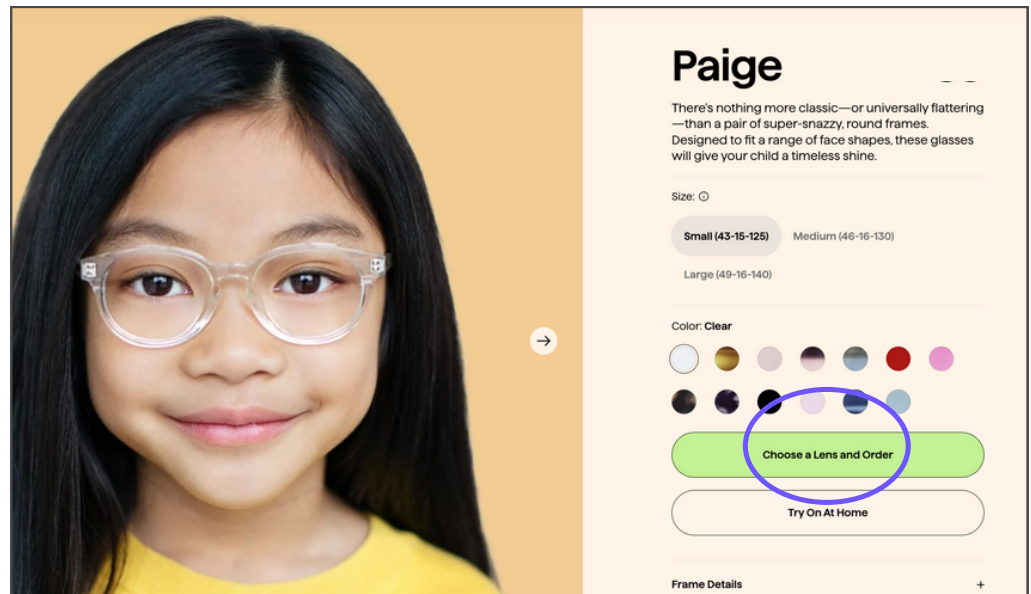 Paige
There's nothing more classic—or universally flattering
—than a pair of super-snazzy, round frames.
Designed to fit a range of face shapes, these glasses
will give your child a timeless shine.
Size:
Small (43-15-125) Medium (46-16-130)
Large (49-16-140)
Color: Clear
Choose a Lens and Order
Try On At Home
Frame Details +